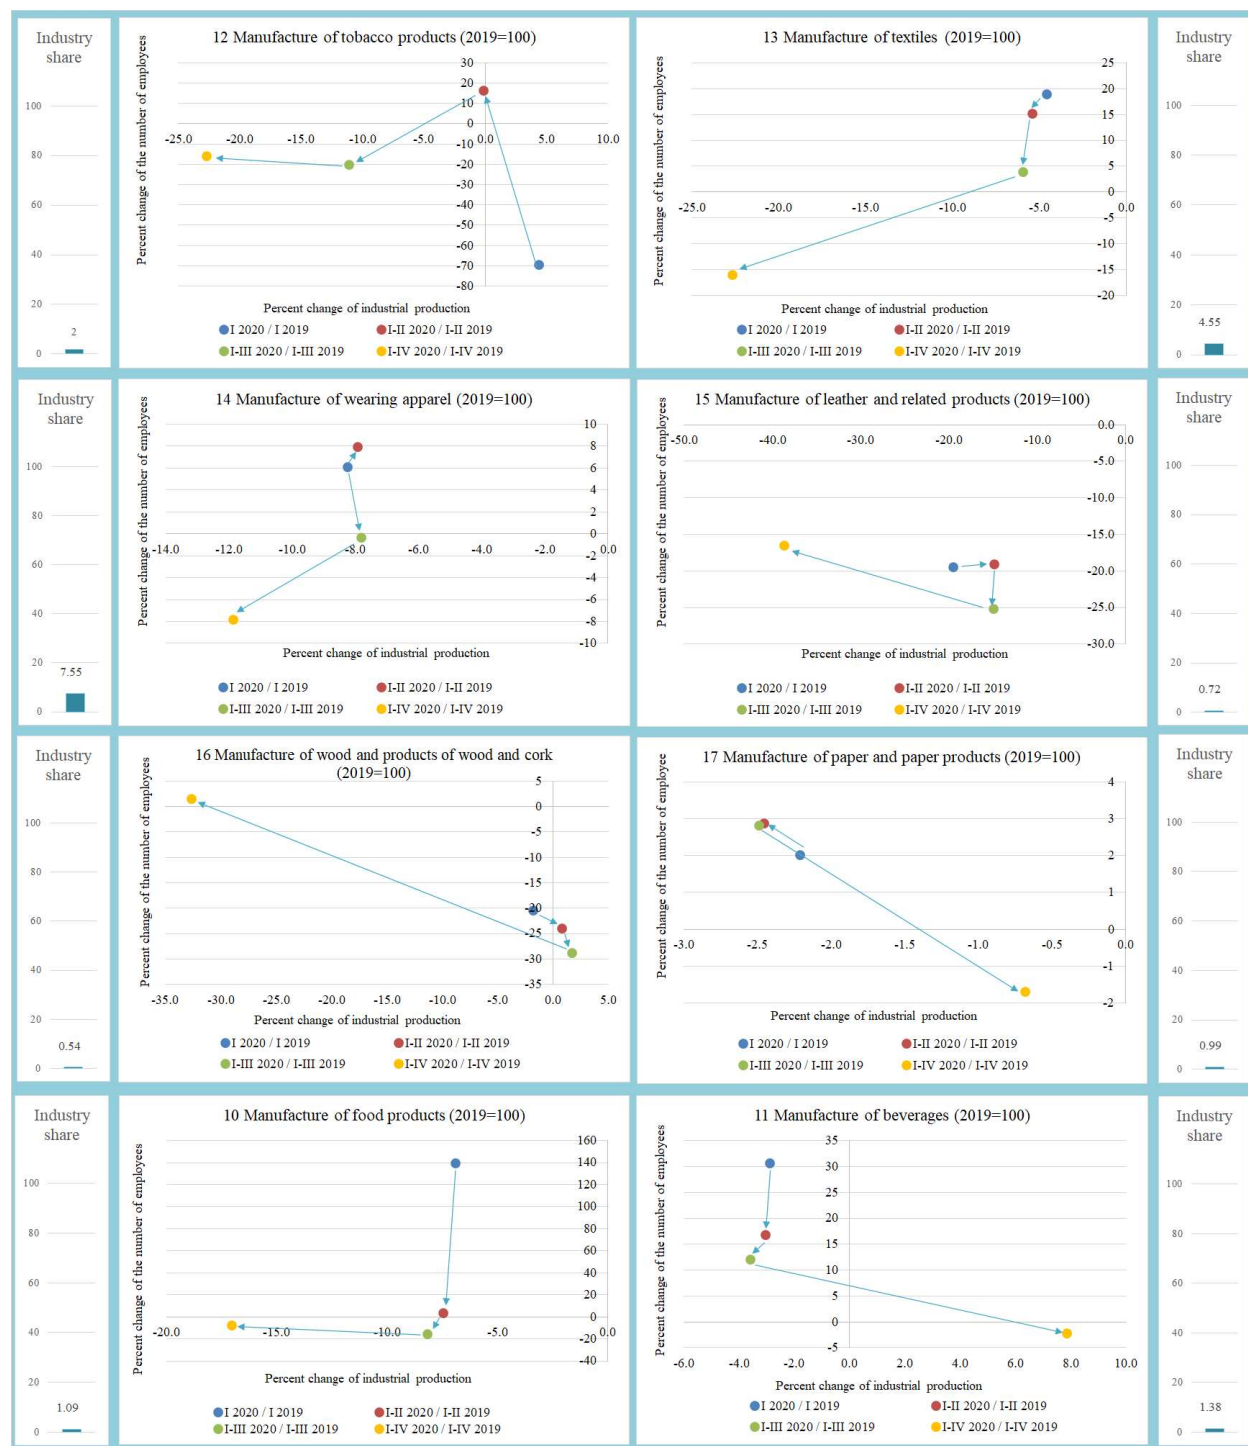 Industry
share
100
80
60
40
20
2
0
12 Manufacture of tobacco products (2019=100)
Percent change of the number of employees
30
20
10
0
-10
-20
-30
-40
-50
-60
-70
-80
-25.0 -20.0 -15.0 -10.0 -5.0 0.0 5.0 10.0
Percent change of industrial production
I 2020 / I 2019 I-II 2020 / I-II 2019
I-III 2020 / I-III 2019 I-IV 2020 / I-IV 2019
13 Manufacture of textiles (2019=100)
Percent change of the number of employees
25
20
15
10
5
0
-5
-10
-15
-20
-25.0 -20.0 -15.0 -10.0 -5.0 0.0
Percent change of industrial production
I 2020 / I 2019 I-II 2020 / I-II 2019
I-III 2020 / I-III 2019 I-IV 2020 / I-IV 2019
Industry
share
100
80
60
40
20
4.55
0
Industry
share
100
80
60
40
20
7.55
0
14 Manufacture of wearing apparel (2019=100)
Percent change of the number of employees
10
8
6
4
2
0
-2
-4
-6
-8
-10
-14.0 -12.0 -10.0 -8.0 -6.0 -4.0 -2.0 0.0
Percent change of industrial production
I 2020 / I 2019 I-II 2020 / I-II 2019
I-III 2020 / I-III 2019 I-IV 2020 / I-IV 2019
15 Manufacture of leather and related products (2019=100)
Percent change of the number of employees
0.0
-5.0
-10.0
-15.0
-20.0
-25.0
-30.0
-50.0 -40.0 -30.0 -20.0 -10.0 0.0
Percent change of industrial production
I 2020 / I 2019 I-II 2020 / I-II 2019
I-III 2020 / I-III 2019 I-IV 2020 / I-IV 2019
Industry
share
100
80
60
40
20
0.72
0
Industry
share
100
80
60
40
20
0.54
0
16 Manufacture of wood and products of wood and cork
(2019=100)
Percent change of the number of employees
5
0
-5
-10
-15
-20
-25
-30
-35
-35.0 -30.0 -25.0 -20.0 -15.0 -10.0 -5.0 0.0 5.0
Percent change of industrial production
I 2020 / I 2019 I-II 2020 / I-II 2019
I-III 2020 / I-III 2019 I-IV 2020 / I-IV 2019
17 Manufacture of paper and paper products (2019=100)
Percent change of the number of employee
4
3
2
1
0
-1
-2
-3.0 -2.5 -2.0 -1.5 -1.0 -0.5 0.0
Percent change of industrial production
I 2020 / I 2019 I-II 2020 / I-II 2019
I-III 2020 / I-III 2019 I-IV 2020 / I-IV 2019
Industry
share
100
80
60
40
20
0.99
0
Industry
share
100
80
60
40
20
1.09
0
10 Manufacture of food products (2019=100)
Percent change of the number of employees
160
140
120
100
80
60
40
20
0
-20
-40
-20.0 -15.0 -10.0 -5.0 0.0
Percent change of industrial production
I 2020 / I 2019 I-II 2020 / I-II 2019
I-III 2020 / I-III 2019 I-IV 2020 / I-IV 2019
11 Manufacture of beverages (2019=100)
Percent change of the number of employees
35
30
25
20
15
10
5
0
-5
-6.0 -4.0 -2.0 0.0 2.0 4.0 6.0 8.0 10.0
Percent change of industrial production
I 2020 / I 2019 I-II 2020 / I-II 2019
I-III 2020 / I-III 2019 I-IV 2020 / I-IV 2019
Industry
share
100
80
60
40
20
1.38
0